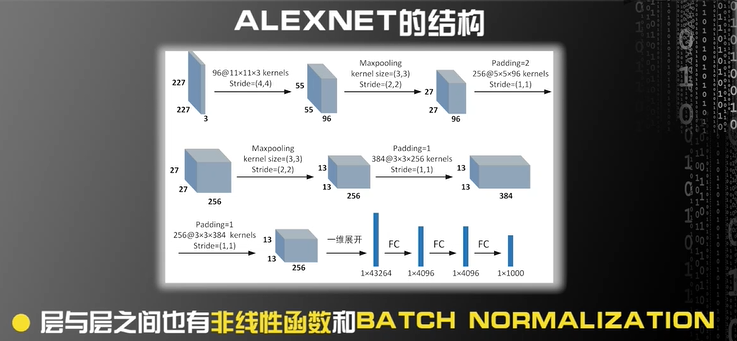 ALEXNET的结构
96@11×11×3 kernels
Stride=(4,4)
Maxpooling
kernel size=(3,3)
Stride=(2,2)
Padding=2
256@5×5×96 kernels
Stride=(1,1)
227
227
3
55
55
96
27
27
96
Maxpooling
kernel size=(3,3)
Stride=(2,2)
Padding=1
384@3×3×256 kernels
Stride=(1,1)
27
27
256
13
13
256
13
13
384
Padding=1
256@3×3×384 kernels
Stride=(1,1)
13
13
256
一维展开
FC
FC
FC
1×43264
1×4096
1×4096
1×1000
层与层之间也有非线性函数和BATCH NORMALIZATION